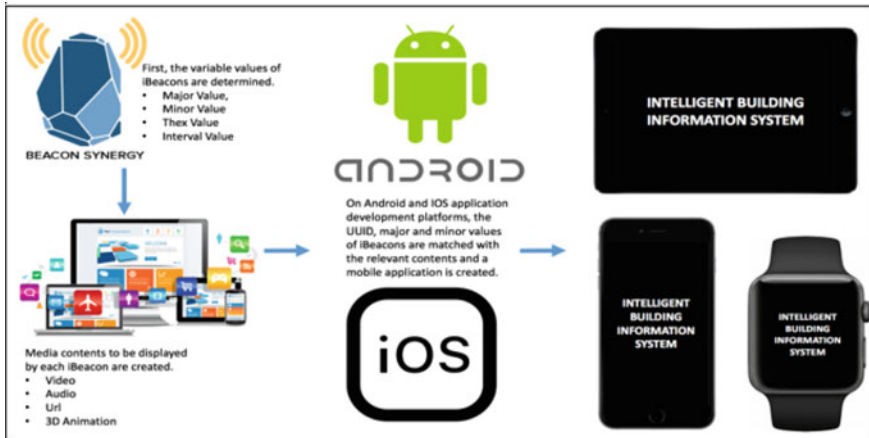 First, the variable values of
iBeacons are determined.
• Major Value,
• Minor Value
• Thex Value
• Interval Value
BEACON SYNERGY
Media contents to be displayed
by each iBeacon are created.
• Video
• Audio
• Url
• 3D Animation
ANDROID
On Android and IOS application
development platforms, the
UUID, major and minor values
of iBeacons are matched with
the relevant contents and a
mobile application is created.
iOS
INTELLIGENT BUILDING
INFORMATION SYSTEM
INTELLIGENT
BUILDING
INFORMATION
SYSTEM
INTELLIGENT
BUILDING
INFORMATION
SYSTEM